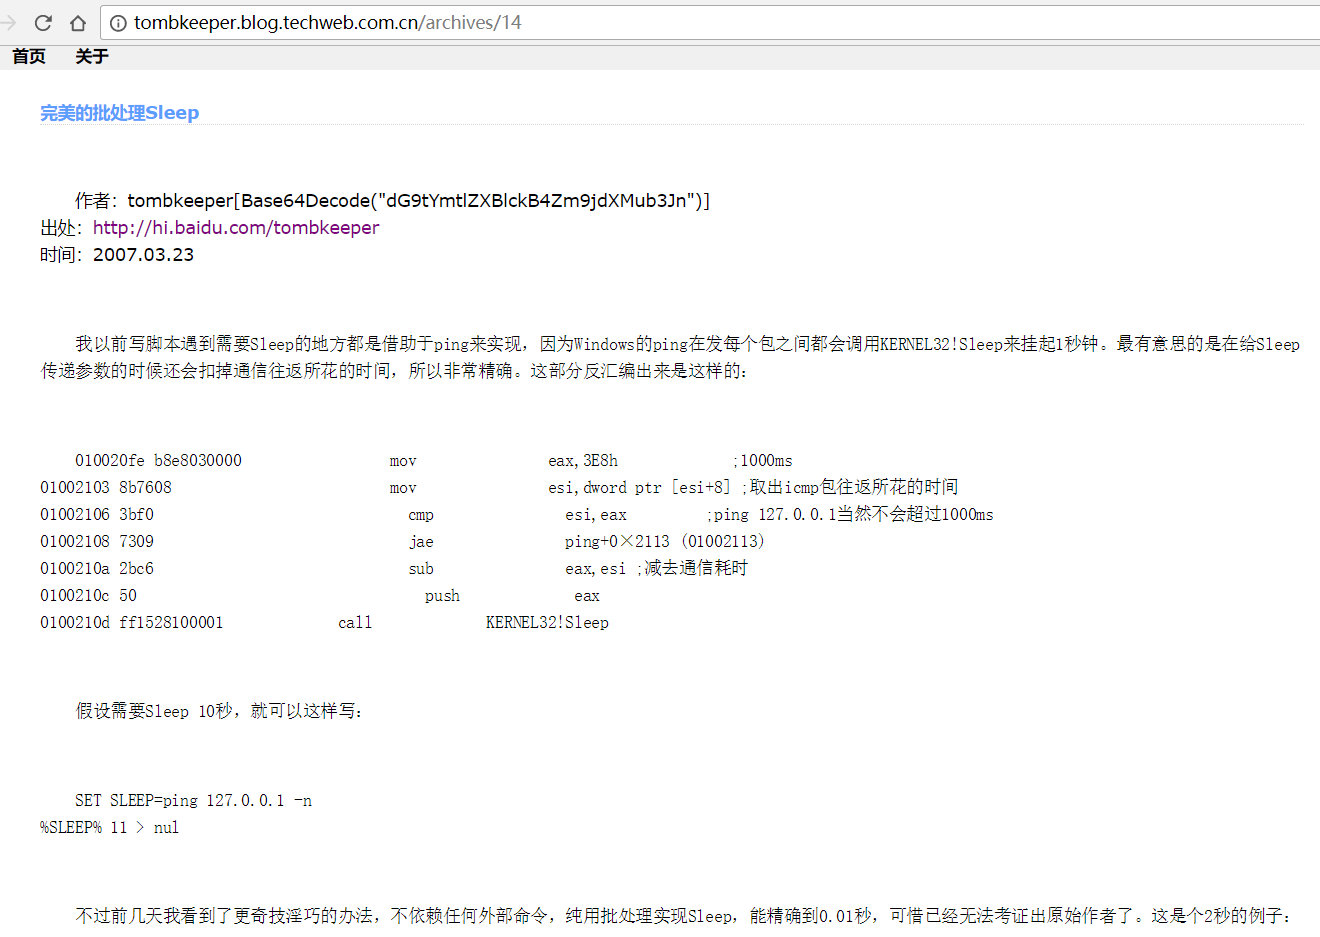 tombkeeper.blog.techweb.com.cn/archives/14
首页 关于
完美的批处理Sleep
作者：tombkeeper[Base64Decode("dG9tYmtlZXBlckB4Zm9jdXMub3Jn")]
出处：http://hi.baidu.com/tombkeeper
时间：2007.03.23
我以前写脚本遇到需要Sleep的地方都是借助于ping来实现，因为Windows的ping在发每个包之间都会调用KERNEL32!Sleep来挂起1秒钟。最有意思的是在给Sleep
传递参数的时候还会扣掉通信往返所花的时间，所以非常精确。这部分反汇编出来是这样的：
010020fe b8e8030000 mov eax,3E8h ;1000ms
01002103 8b7608 mov esi,dword ptr [esi+8] ;取出icmp包往返所花的时间
01002106 3bf0 cmp esi,eax ;ping 127.0.0.1当然不会超过1000ms
01002108 7309 jae ping+0×2113 (01002113)
0100210a 2bc6 sub eax,esi ;减去通信耗时
0100210c 50 push eax
0100210d ff1528100001 call KERNEL32!Sleep
假设需要Sleep 10秒，就可以这样写：
SET SLEEP=ping 127.0.0.1 -n
%SLEEP% 11 > nul
不过前几天我看到了更奇技淫巧的办法，不依赖任何外部命令，纯用批处理实现Sleep，能精确到0.01秒，可惜已经无法考证出原始作者了。这是个2秒的例子：